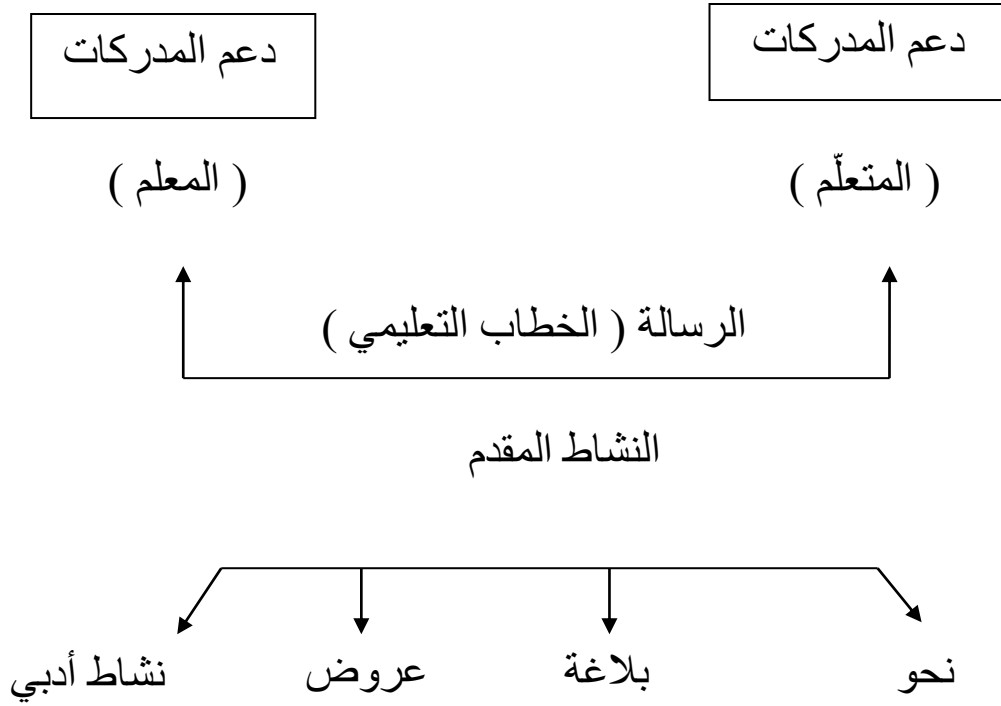 دعم المدركات
دعم المدركات
( المتعلّم )
( المعلم )
الرسالة ( الخطاب التعليمي )
النشاط المقدم
نحو
بلاغة
عروض
نشاط أدبي